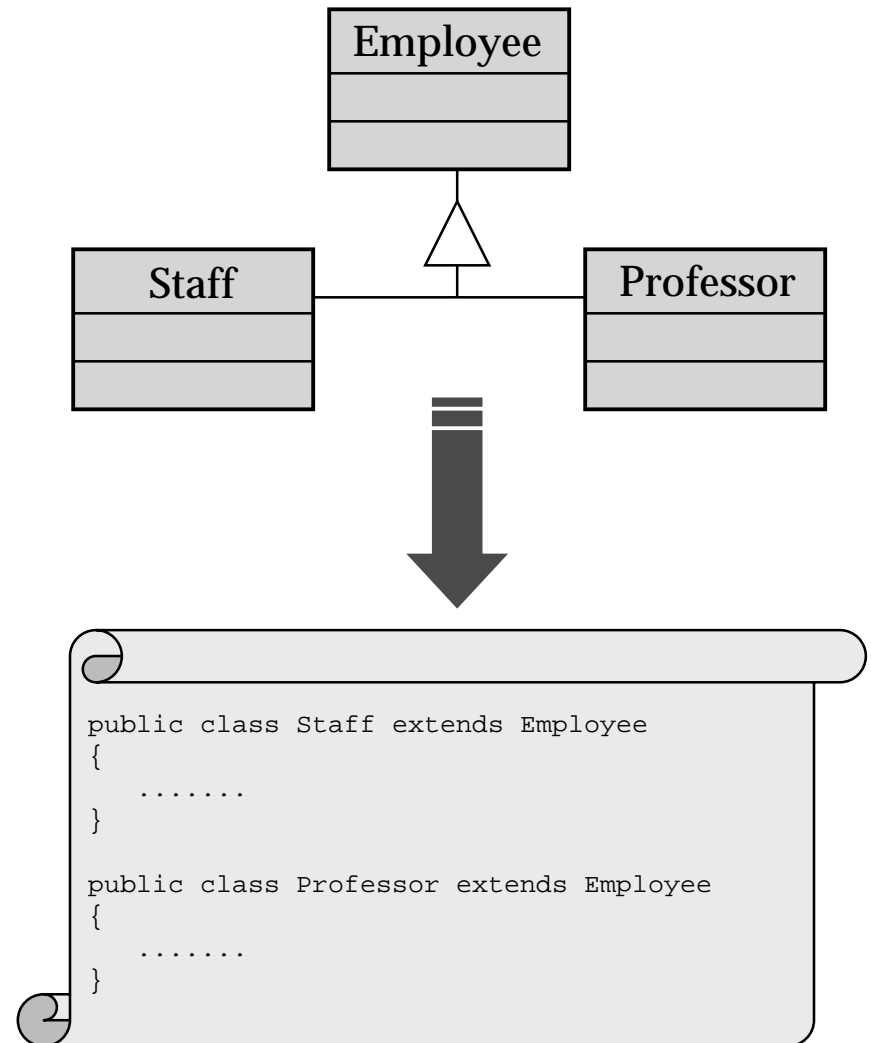 Employee
Staff
Professor
public class Staff extends Employee
{
   .......
}
public class Professor extends Employee
{
   .......
}